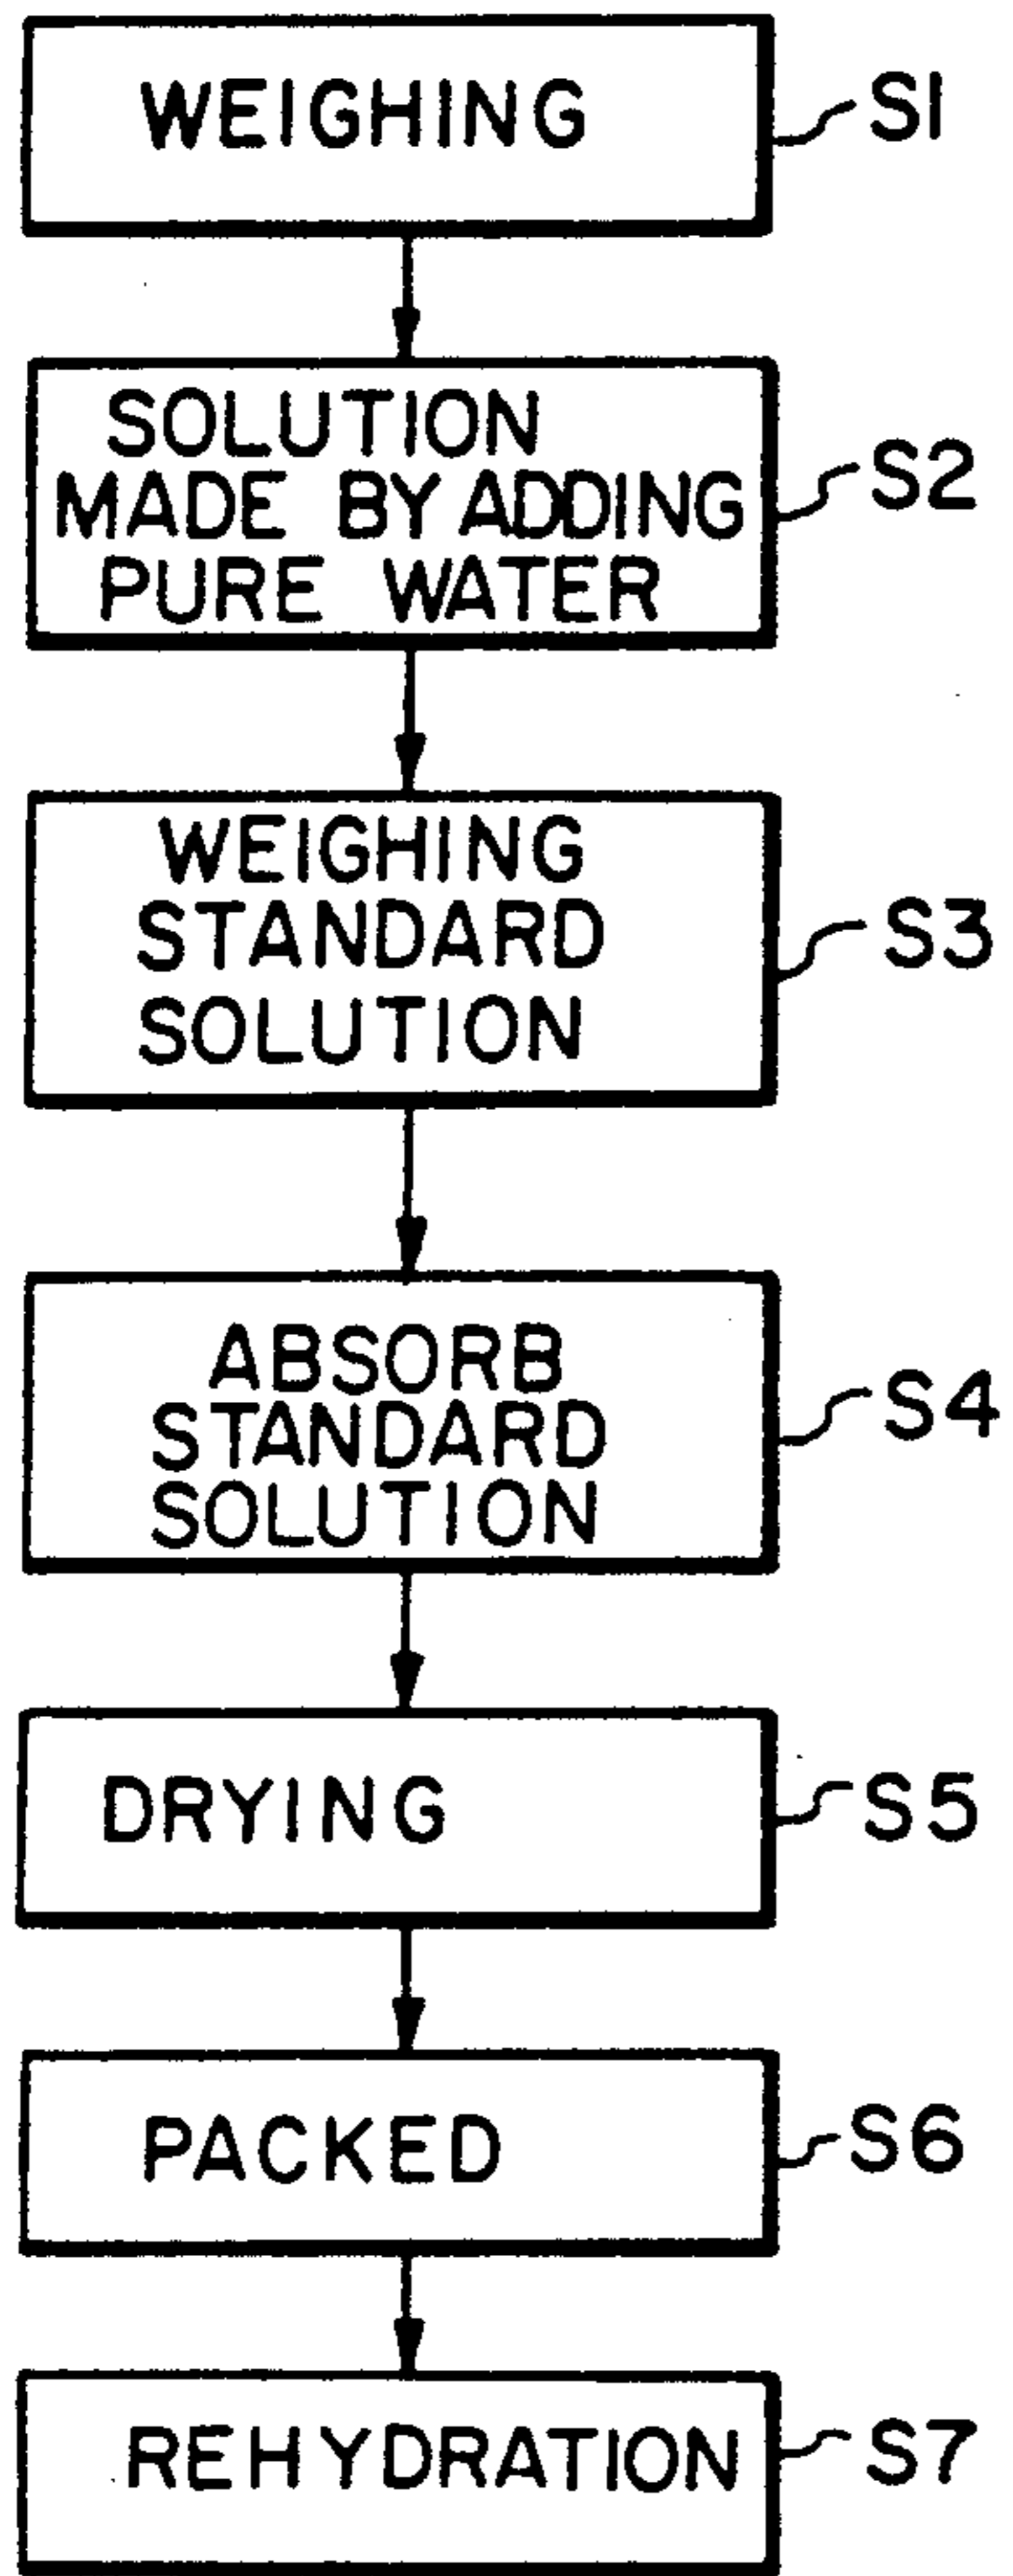 WEIGHING
S1
SOLUTION
MADE BY ADDING
PURE WATER
S2
WEIGHING
STANDARD
SOLUTION
S3
ABSORB
STANDARD
SOLUTION
S4
DRYING
S5
PACKED
S6
REHYDRATION
S7